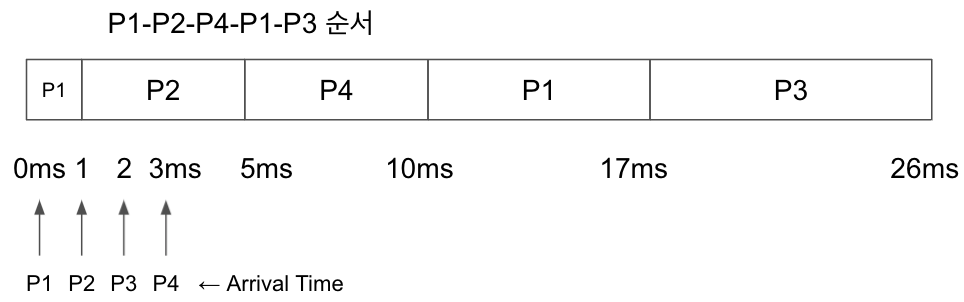 P1-P2-P4-P1-P3 순서
P1 P2 P4 P1 P3
0ms 1 2 3ms 5ms 10ms 17ms 26ms
P1 P2 P3 P4 ← Arrival Time